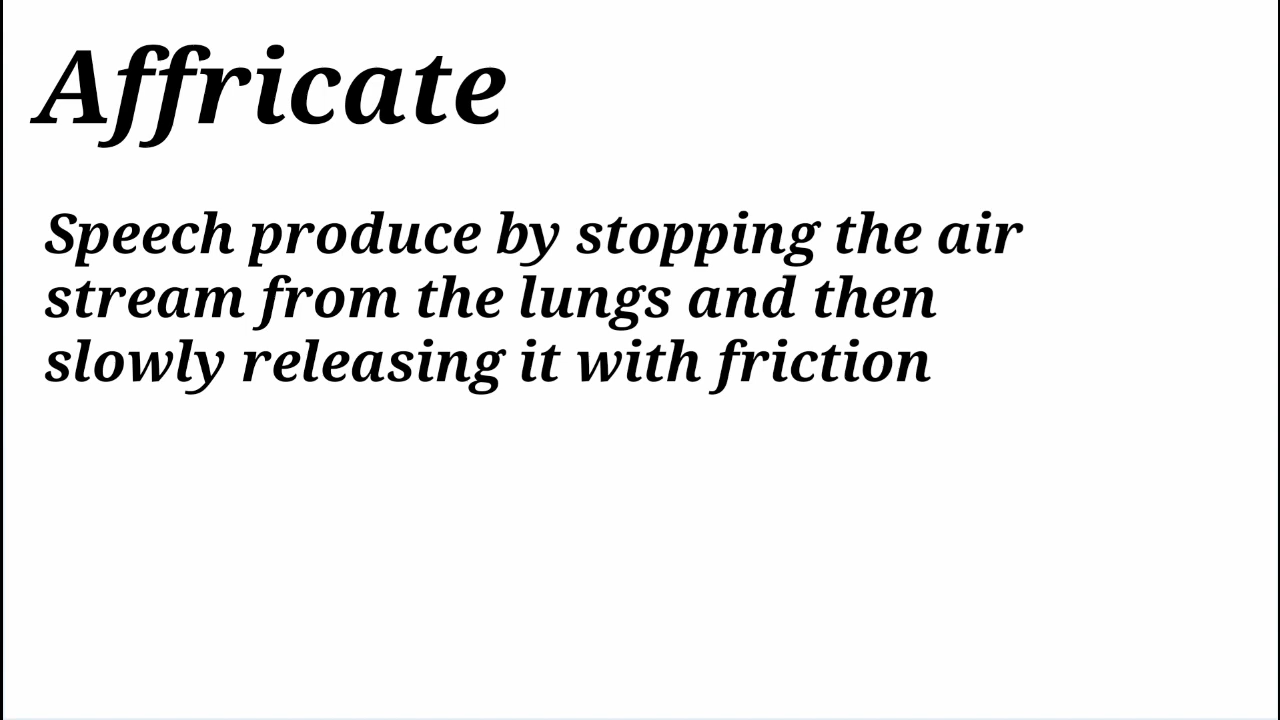 Affricate
Speech produce by stopping the air
stream from the lungs and then
slowly releasing it with friction